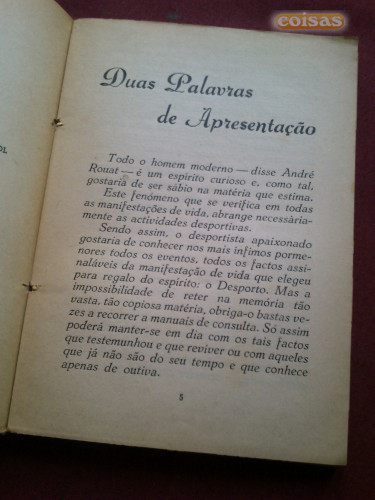 coisas
Duas Palavras
de Apresentação
OL
Todo o homem moderno — disse André
Rouat — é um espírito curioso e, como tal,
gostaria de ser sábio na matéria que estima.
Este fenómeno que se verifica em todas
as manifestações de vida, abrange necessària-
mente as actividades desportivas.
Sendo assim, o desportista apaixonado
gostaria de conhecer nos mais ínfimos porme-
nores todos os eventos, todos os factos assi-
naláveis da manifestação de vida que elegeu
para regalo do espírito: o Desporto. Mas a
impossibilidade de reter na memória tão
vasta, tão copiosa matéria, obriga-o bastas ve-
zes a recorrer a manuais de consulta. Só assim
poderá manter-se em dia com os tais factos
que testemunhou e que reviver ou com aqueles
que já não são do seu tempo e que conhece
apenas de outiva.
5